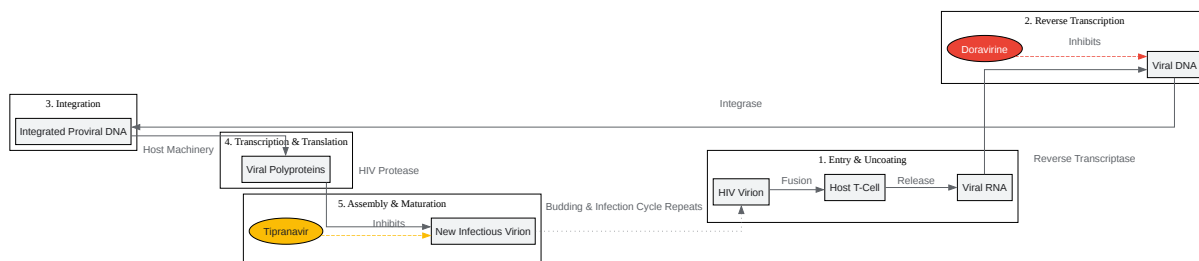 2. Reverse Transcription
Doravirine
Inhibits
Viral DNA
Integrase
3. Integration
Integrated Proviral DNA
Host Machinery
4. Transcription & Translation
Viral Polyproteins
HIV Protease
1. Entry & Uncoating
HIV Virion
Fusion
Host T-Cell
Release
Viral RNA
Reverse Transcriptase
5. Assembly & Maturation
Tipranavir
Inhibits
New Infectious Virion
Budding & Infection Cycle Repeats